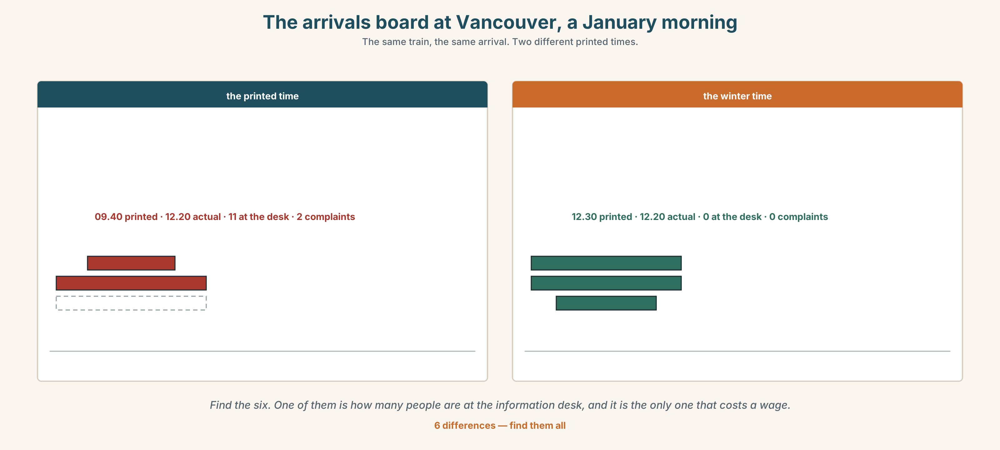 The arrivals board at Vancouver, a January morning
The same train, the same arrival. Two different printed times.
the printed time
09.40 printed · 12.20 actual · 11 at the desk · 2 complaints
the winter time
12.30 printed · 12.20 actual · 0 at the desk · 0 complaints
Find the six. One of them is how many people are at the information desk, and it is the only one that costs a wage.
6 differences — find them all